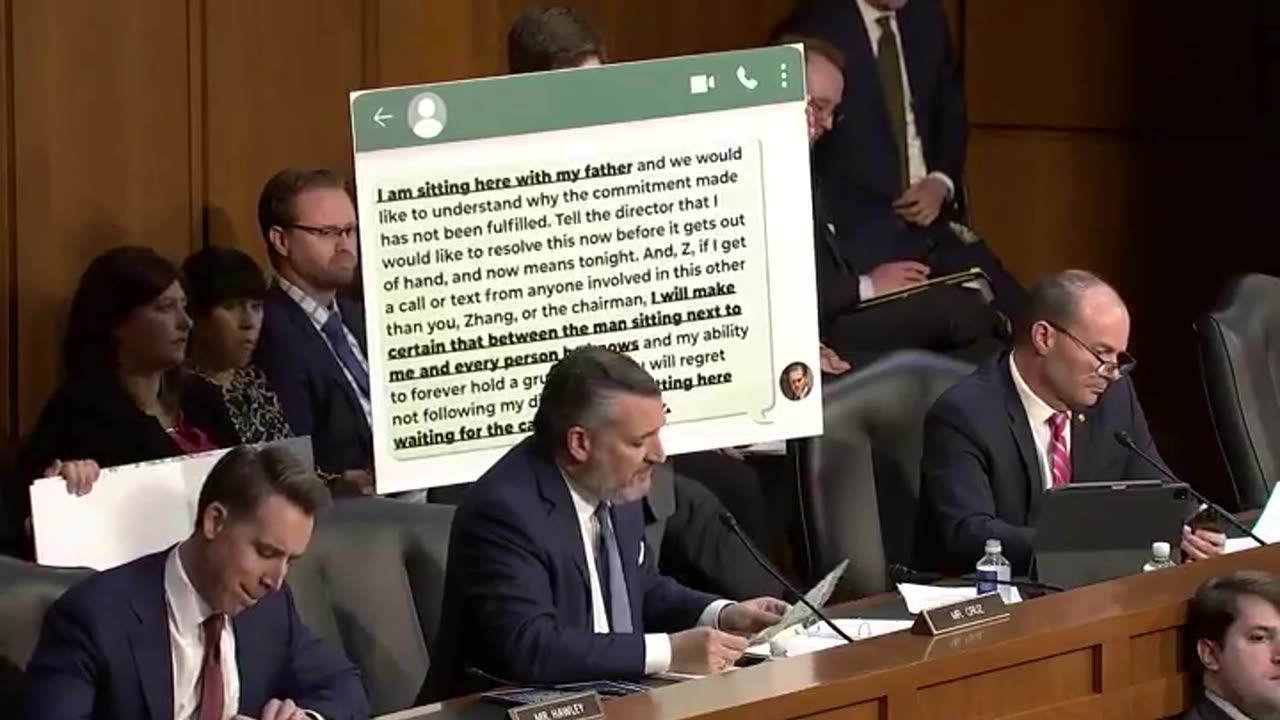 I am sitting here with my father and we would
like to understand why the commitment made
has not been fulfilled. Tell the director that I
would like to resolve this now before it gets out
of hand, and now means tonight. And, Z, if I get
a call or text from anyone involved in this other
than you, Zhang, or the chairman, I will make
certain that between the man sitting next to
me and every person and my ability
to forever hold a will regret
not following my here
waiting for the
MR. CRUZ
MR. HAWLEY